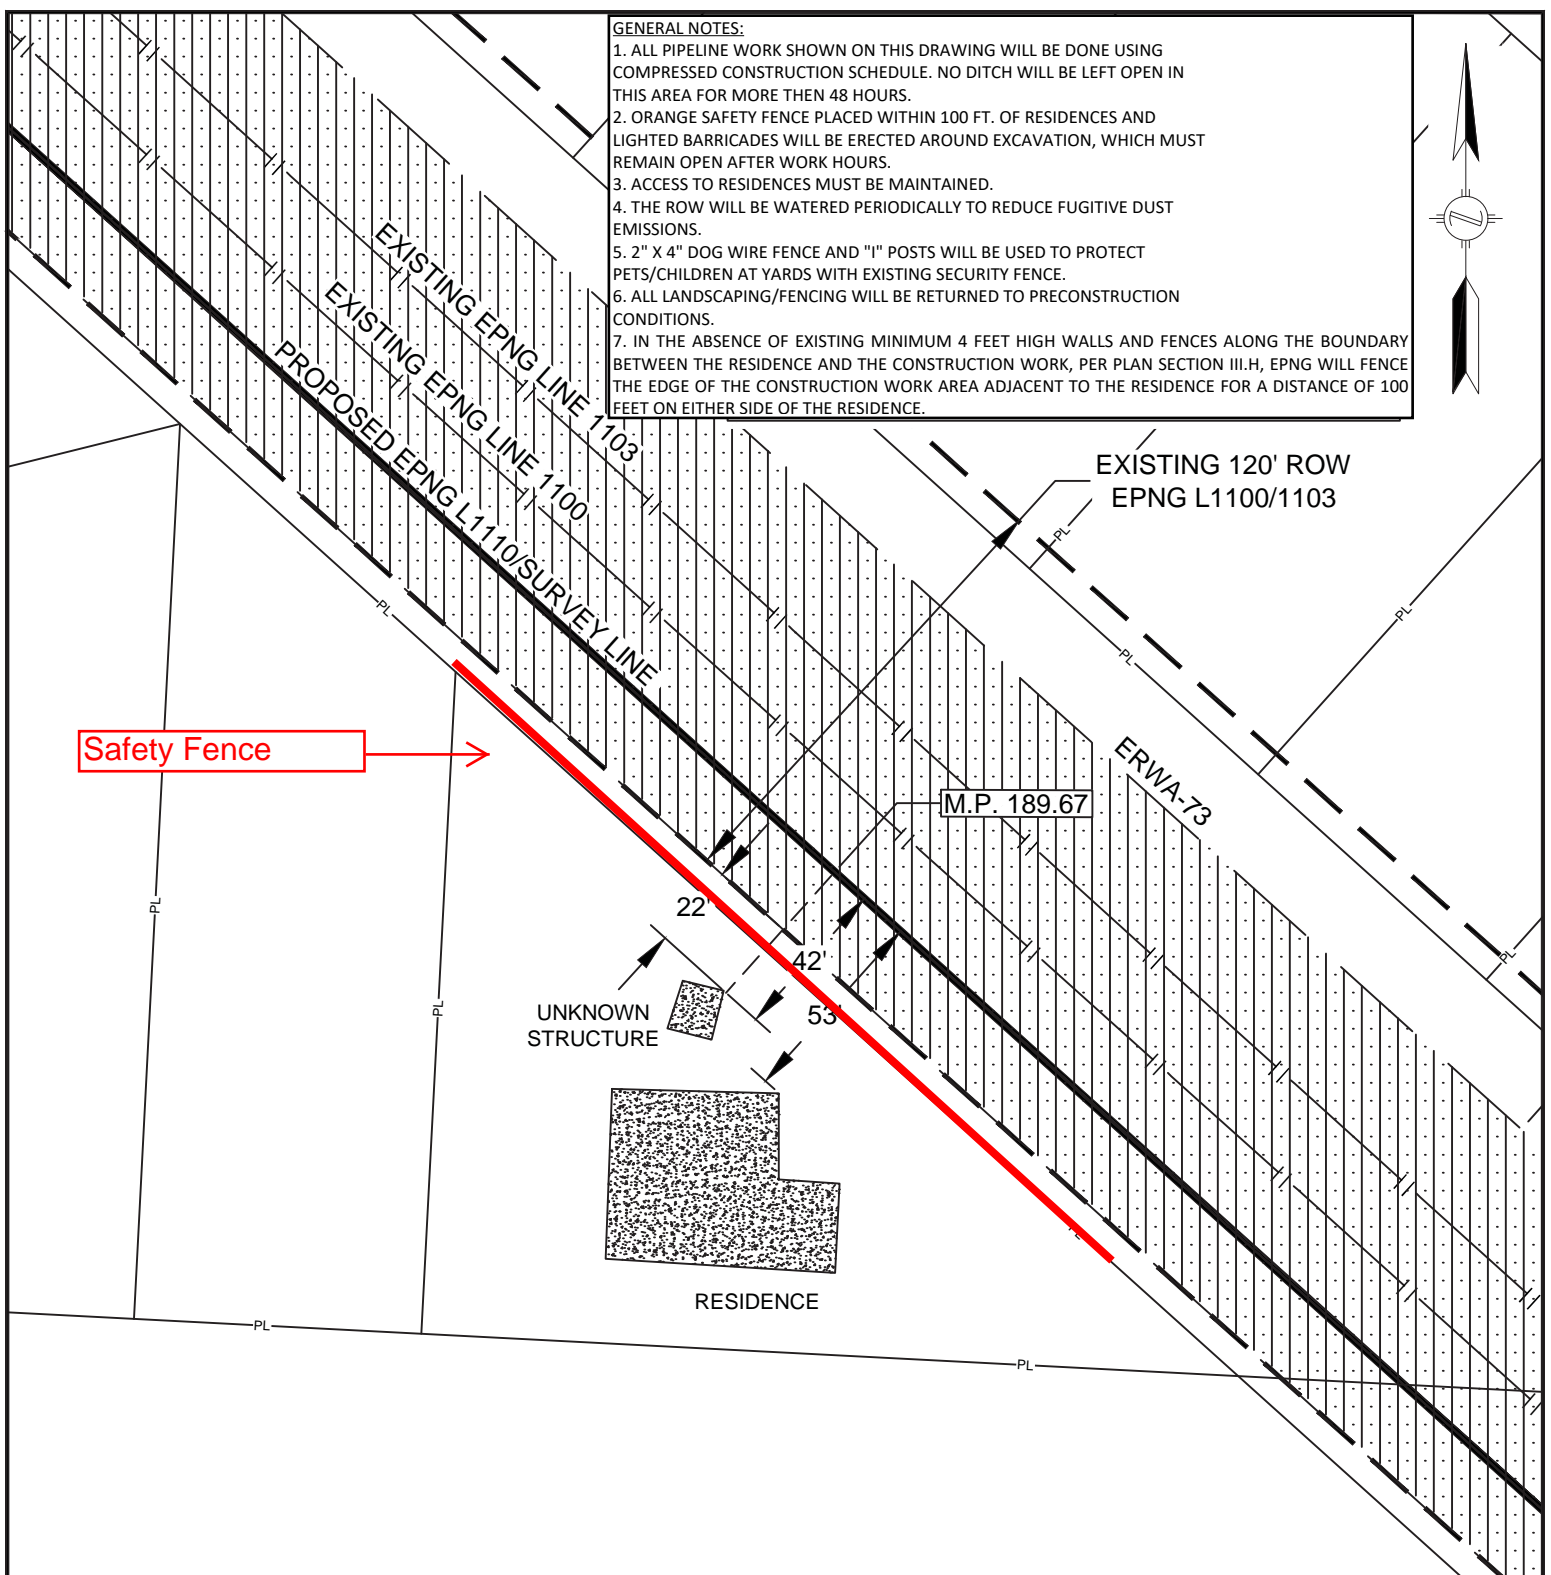 GENERAL NOTES:
1. ALL PIPELINE WORK SHOWN ON THIS DRAWING WILL BE DONE USING
COMPRESSED CONSTRUCTION SCHEDULE. NO DITCH WILL BE LEFT OPEN IN
THIS AREA FOR MORE THEN 48 HOURS.
2. ORANGE SAFETY FENCE PLACED WITHIN 100 FT. OF RESIDENCES AND
LIGHTED BARRICADES WILL BE ERECTED AROUND EXCAVATION, WHICH MUST
REMAIN OPEN AFTER WORK HOURS.
3. ACCESS TO RESIDENCES MUST BE MAINTAINED.
4. THE ROW WILL BE WATERED PERIODICALLY TO REDUCE FUGITIVE DUST
EMISSIONS.
5. 2" X 4" DOG WIRE FENCE AND "I" POSTS WILL BE USED TO PROTECT
PETS/CHILDREN AT YARDS WITH EXISTING SECURITY FENCE.
6. ALL LANDSCAPING/FENCING WILL BE RETURNED TO PRECONSTRUCTION
CONDITIONS.
7. IN THE ABSENCE OF EXISTING MINIMUM 4 FEET HIGH WALLS AND FENCES ALONG THE BOUNDARY
BETWEEN THE RESIDENCE AND THE CONSTRUCTION WORK, PER PLAN SECTION III.H, EPNG WILL FENCE
THE EDGE OF THE CONSTRUCTION WORK AREA ADJACENT TO THE RESIDENCE FOR A DISTANCE OF 100
FEET ON EITHER SIDE OF THE RESIDENCE.
EXISTING EPNG LINE 1103
EXISTING EPNG LINE 1100
PROPOSED EPNG L1110/SURVEY LINE
EXISTING 120' ROW
EPNG L1100/1103
PL
PL
PL
PL
Safety Fence
ERWA-73
M.P. 189.67
PL
22'
42'
PL
PL
53'
UNKNOWN
STRUCTURE
PL
RESIDENCE
PL
PL